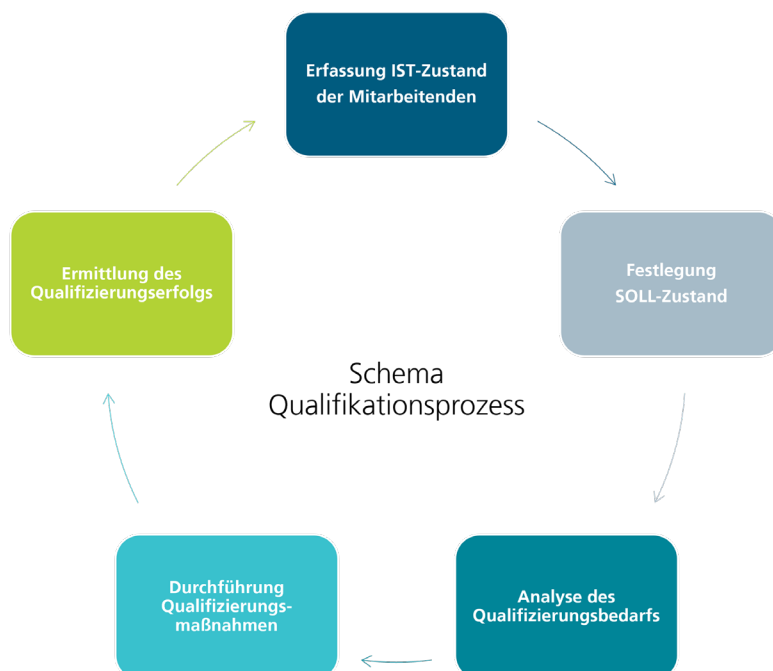 Erfassung IST-Zustand
der Mitarbeitenden
Festlegung
SOLL-Zustand
Analyse des
Qualifizierungsbedarfs
Durchführung
Qualifizierungs-
maßnahmen
Ermittlung des
Qualifizierungserfolgs
Schema
Qualifikationsprozess